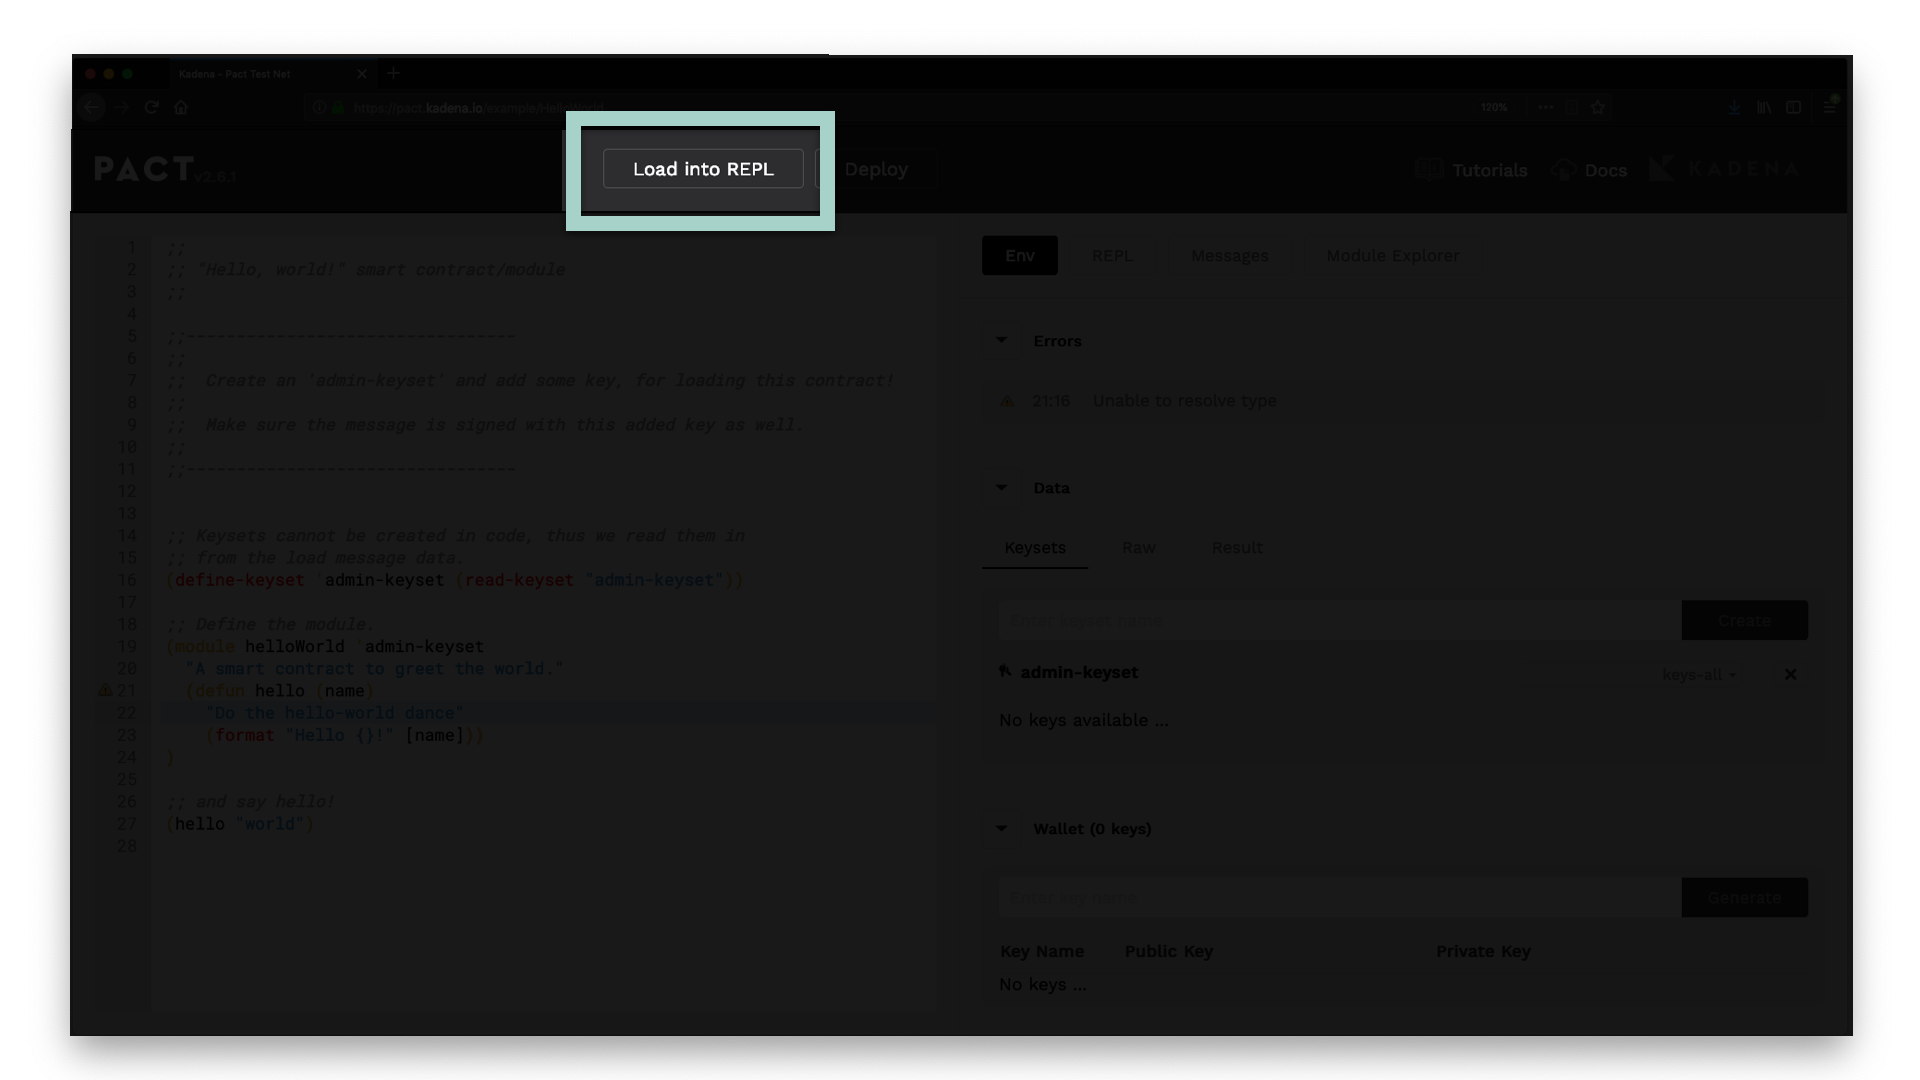 Kadena - Pact Test Net
https://pact.kadena.io/example/HelloWorld
120%
PACT v2.6.1
Load into REPL
Deploy
Tutorials
Docs
KADENA
1 ;;
2 ;; "Hello, world!" smart contract/module
3 ;;
4
5 ;;---------------------------------
6 ;;
7 ;;  Create an 'admin-keyset' and add some key, for loading this contract!
8 ;;
9 ;;  Make sure the message is signed with this added key as well.
10 ;;
11 ;;---------------------------------
12
13
14 ;; Keysets cannot be created in code, thus we read them in
15 ;; from the load message data.
16 (define-keyset 'admin-keyset (read-keyset "admin-keyset"))
17
18 ;; Define the module.
19 (module helloWorld 'admin-keyset
20   "A smart contract to greet the world."
21   (defun hello (name)
22     "Do the hello-world dance"
23     (format "Hello {}!" [name]))
24 )
25
26 ;; and say hello!
27 (hello "world")
28
Env
REPL
Messages
Module Explorer
Errors
21:16 Unable to resolve type
Data
Keysets
Raw
Result
Enter keyset name
Create
admin-keyset
keys-all
No keys available ...
Wallet (0 keys)
Enter key name
Generate
Key Name
Public Key
Private Key
No keys ...